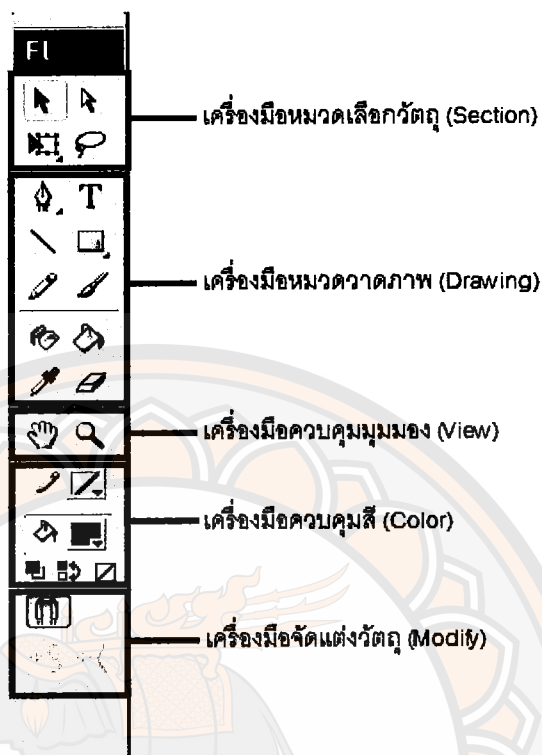 Fl
เครื่องมือหมวดเลือกวัตถุ (Section)
T
เครื่องมือหมวดวาดภาพ (Drawing)
เครื่องมือควบคุมมุมมอง (View)
เครื่องมือควบคุมสี (Color)
เครื่องมือจัดแต่งวัตถุ (Modify)